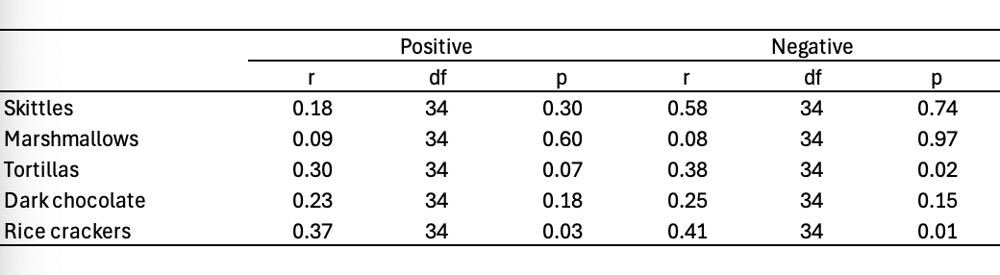 Positive Negative
r df p r df p
Skittles 0.18 34 0.30 0.58 34 0.74
Marshmallows 0.09 34 0.60 0.08 34 0.97
Tortillas 0.30 34 0.07 0.38 34 0.02
Dark chocolate 0.23 34 0.18 0.25 34 0.15
Rice crackers 0.37 34 0.03 0.41 34 0.01